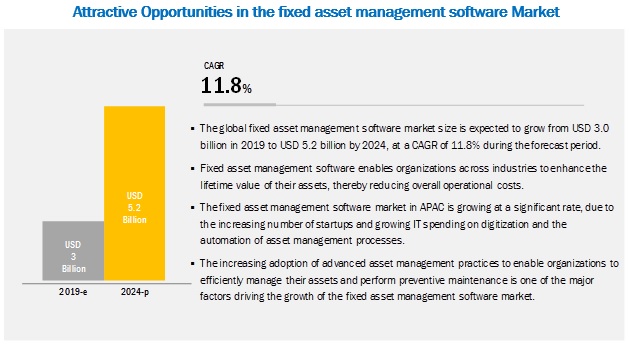 Attractive Opportunities in the fixed asset management software Market
CAGR
11.8%
▪ The global fixed asset management software market size is expected to grow from USD 3.0
billion in 2019 to USD 5.2 billion by 2024, at a CAGR of 11.8% during the forecast period.
▪ Fixed asset management software enables organizations across industries to enhance the
lifetime value of their assets, thereby reducing overall operational costs.
▪ The fixed asset management software market in APAC is growing at a significant rate, due to
the increasing number of startups and growing IT spending on digitization and the
automation of asset management processes.
▪ The increasing adoption of advanced asset management practices to enable organizations to
efficiently manage their assets and perform preventive maintenance is one of the major
factors driving the growth of the fixed asset management software market.
USD
3
Billion
USD
5.2
Billion
2019-e
2024-p